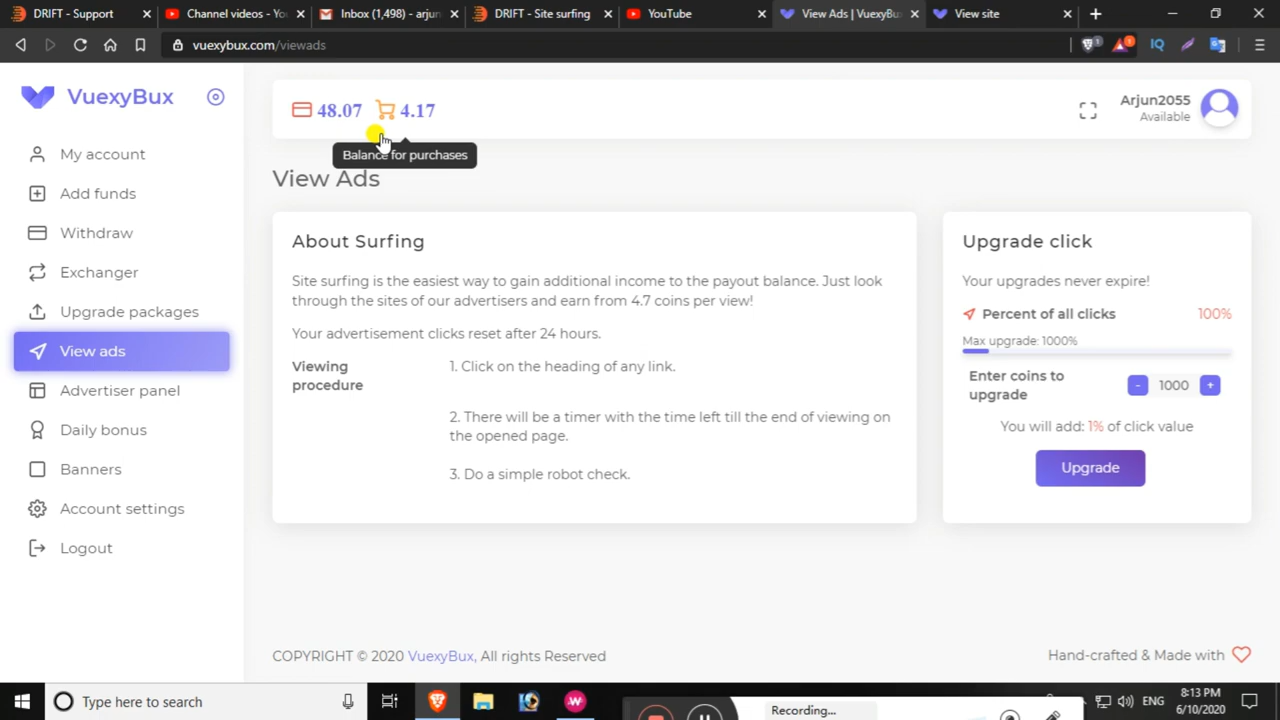 DRIFT - Support
Channel videos - Y
Inbox (1,498) - arjun
DRIFT - Site surfing
YouTube
View Ads | VuexyBux
View site
vuexybux.com/viewads
1
1
IQ
VuexyBux
48.07 4.17
Arjun2055
Available
Balance for purchases
My account
Add funds
Withdraw
Exchanger
Upgrade packages
View ads
Advertiser panel
Daily bonus
Banners
Account settings
Logout
View Ads
About Surfing
Site surfing is the easiest way to gain additional income to the payout balance. Just look
through the sites of our advertisers and earn from 4.7 coins per view!
Your advertisement clicks reset after 24 hours.
Viewing
procedure
1. Click on the heading of any link.
2. There will be a timer with the time left till the end of viewing on
the opened page.
3. Do a simple robot check.
Upgrade click
Your upgrades never expire!
Percent of all clicks 100%
Max upgrade: 1000%
Enter coins to
upgrade
- 1000 +
You will add: 1% of click value
Upgrade
COPYRIGHT © 2020 VuexyBux, All rights Reserved
Hand-crafted & Made with
Type here to search
Recording...
ENG
8:13 PM
6/10/2020